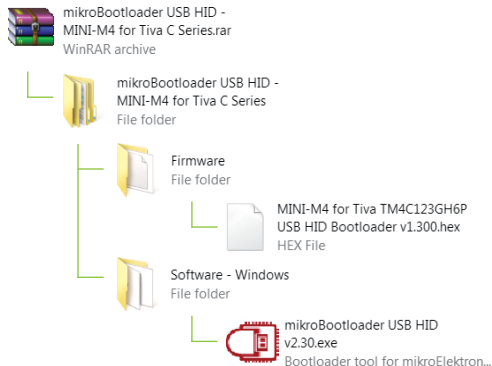 mikroBootloader USB HID -
MINI-M4 for Tiva C Series.rar
WinRAR archive
mikroBootloader USB HID -
MINI-M4 for Tiva C Series
File folder
Firmware
File folder
MINI-M4 for Tiva TM4C123GH6P
USB HID Bootloader v1.300.hex
HEX File
Software - Windows
File folder
mikroBootloader USB HID
v2.30.exe
Bootloader tool for mikroElektron...